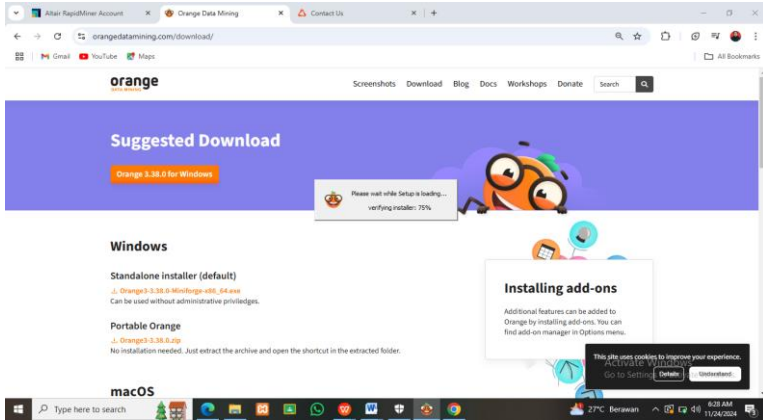 Altair RapidMiner Account
Orange Data Mining
Contact Us
orangedatamining.com/download/
Gmail
YouTube
Maps
All Bookmarks
orange
DATA MINING
Screenshots Download Blog Docs Workshops Donate Search
Suggested Download
Orange 3.38.0 for Windows
Please wait while Setup is loading...
verifying installer: 75%
Windows
Standalone installer (default)
Orange3-3.38.0-Miniforge-x86_64.exe
Can be used without administrative priviledges.
Portable Orange
Orange3-3.38.0.zip
No installation needed. Just extract the archive and open the shortcut in the extracted folder.
macOS
Installing add-ons
Additional features can be added to
Orange by installing add-ons. You can
find add-on manager in Options menu.
This site uses cookies to improve your experience.
Details Understand
Activate Windows
Go to Settings
Type here to search
27°C Berawan
6:28 AM
11/24/2024